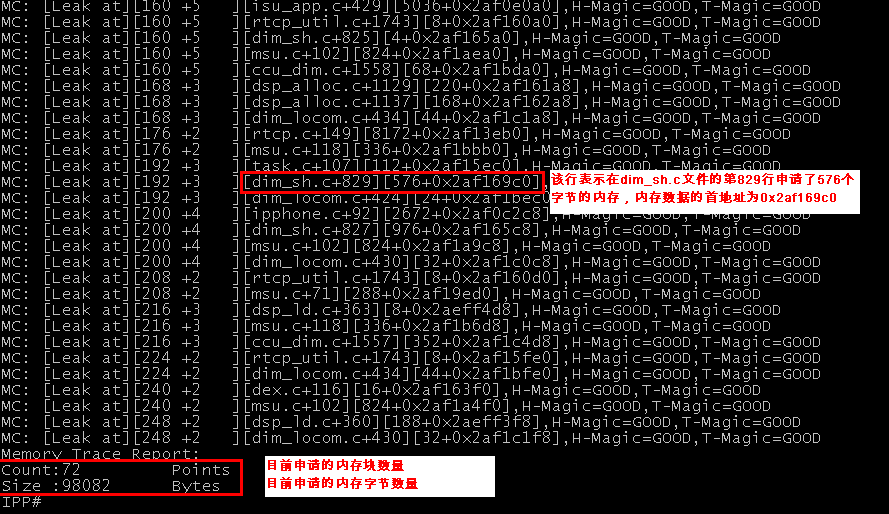 MC: [Leak at][160 +5   ][isu_app.c+429][5036+0x2af0e0a0],H-Magic=GOOD,T-Magic=GOOD
MC: [Leak at][160 +5   ][rtcp_util.c+1743][8+0x2af160a0],H-Magic=GOOD,T-Magic=GOOD
MC: [Leak at][160 +5   ][dim_sh.c+825][4+0x2af165a0],H-Magic=GOOD,T-Magic=GOOD
MC: [Leak at][160 +5   ][msu.c+102][824+0x2af1aea0],H-Magic=GOOD,T-Magic=GOOD
MC: [Leak at][160 +5   ][ccu_dim.c+1558][68+0x2af1bda0],H-Magic=GOOD,T-Magic=GOOD
MC: [Leak at][168 +3   ][dsp_alloc.c+1129][220+0x2af161a8],H-Magic=GOOD,T-Magic=GOOD
MC: [Leak at][168 +3   ][dsp_alloc.c+1137][168+0x2af162a8],H-Magic=GOOD,T-Magic=GOOD
MC: [Leak at][168 +3   ][dim_locom.c+434][44+0x2af1c1a8],H-Magic=GOOD,T-Magic=GOOD
MC: [Leak at][176 +2   ][rtcp.c+149][8172+0x2af13eb0],H-Magic=GOOD,T-Magic=GOOD
MC: [Leak at][176 +2   ][msu.c+118][336+0x2af1bbb0],H-Magic=GOOD,T-Magic=GOOD
MC: [Leak at][192 +3   ][task.c+107][112+0x2af15ec0],H-Magic=GOOD,T-Magic=GOOD
MC: [Leak at][192 +3   ][dim_sh.c+829][576+0x2af169c0]
该行表示在dim_sh.c文件的第829行申请了576个
字节的内存，内存数据的首地址为0x2af169c0
MC: [Leak at][192 +3   ][dim_locom.c+424][24+0x2af1bec0]
MC: [Leak at][200 +4   ][ipphone.c+92][2672+0x2af0c2c8]
MC: [Leak at][200 +4   ][dim_sh.c+827][976+0x2af165c8],H-Magic=GOOD,T-Magic=GOOD
MC: [Leak at][200 +4   ][msu.c+102][824+0x2af1a9c8],H-Magic=GOOD,T-Magic=GOOD
MC: [Leak at][200 +4   ][dim_locom.c+430][32+0x2af1c0c8],H-Magic=GOOD,T-Magic=GOOD
MC: [Leak at][208 +2   ][rtcp_util.c+1743][8+0x2af160d0],H-Magic=GOOD,T-Magic=GOOD
MC: [Leak at][208 +2   ][msu.c+71][288+0x2af19ed0],H-Magic=GOOD,T-Magic=GOOD
MC: [Leak at][216 +3   ][dsp_ld.c+363][8+0x2aeff4d8],H-Magic=GOOD,T-Magic=GOOD
MC: [Leak at][216 +3   ][msu.c+118][336+0x2af1b6d8],H-Magic=GOOD,T-Magic=GOOD
MC: [Leak at][216 +3   ][ccu_dim.c+1557][352+0x2af1c4d8],H-Magic=GOOD,T-Magic=GOOD
MC: [Leak at][224 +2   ][rtcp_util.c+1743][8+0x2af15fe0],H-Magic=GOOD,T-Magic=GOOD
MC: [Leak at][224 +2   ][dim_locom.c+434][44+0x2af1bfe0],H-Magic=GOOD,T-Magic=GOOD
MC: [Leak at][240 +2   ][dex.c+116][16+0x2af163f0],H-Magic=GOOD,T-Magic=GOOD
MC: [Leak at][240 +2   ][msu.c+102][824+0x2af1a4f0],H-Magic=GOOD,T-Magic=GOOD
MC: [Leak at][248 +2   ][dsp_ld.c+360][188+0x2aeff3f8],H-Magic=GOOD,T-Magic=GOOD
MC: [Leak at][248 +2   ][dim_locom.c+430][32+0x2af1c1f8],H-Magic=GOOD,T-Magic=GOOD
Memory Trace Report:
Count:72        Points
目前申请的内存块数量
Size :98082     Bytes
目前申请的内存字节数量
IPP#